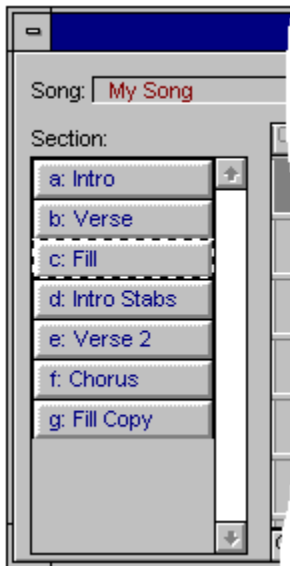 Song: My Song
Section:
a: Intro
b: Verse
c: Fill
d: Intro Stabs
e: Verse 2
f: Chorus
g: Fill Copy